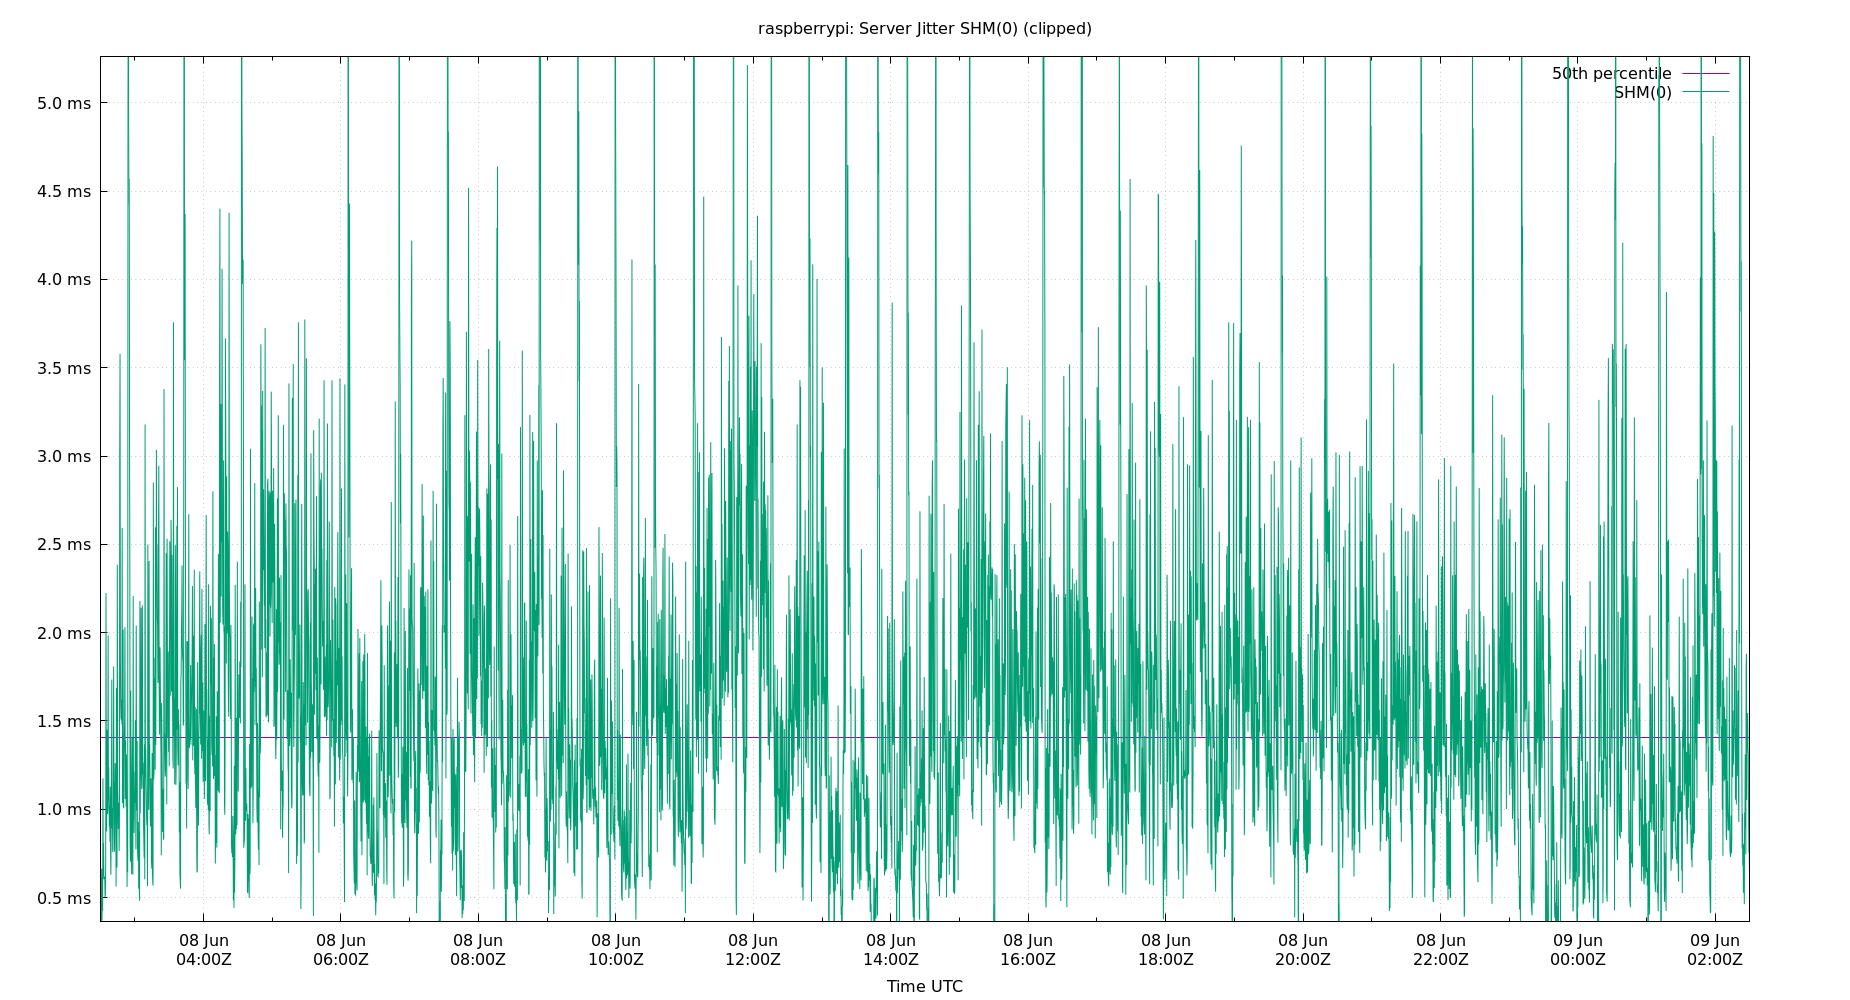 raspberrypi: Server Jitter SHM(0) (clipped)
50th percentile
SHM(0)
5.0 ms
4.5 ms
4.0 ms
3.5 ms
3.0 ms
2.5 ms
2.0 ms
1.5 ms
1.0 ms
0.5 ms
08 Jun 08 Jun 08 Jun 08 Jun 08 Jun 08 Jun 08 Jun 08 Jun 08 Jun 08 Jun 09 Jun 09 Jun
04:00Z 06:00Z 08:00Z 10:00Z 12:00Z 14:00Z 16:00Z 18:00Z 20:00Z 22:00Z 00:00Z 02:00Z
Time UTC